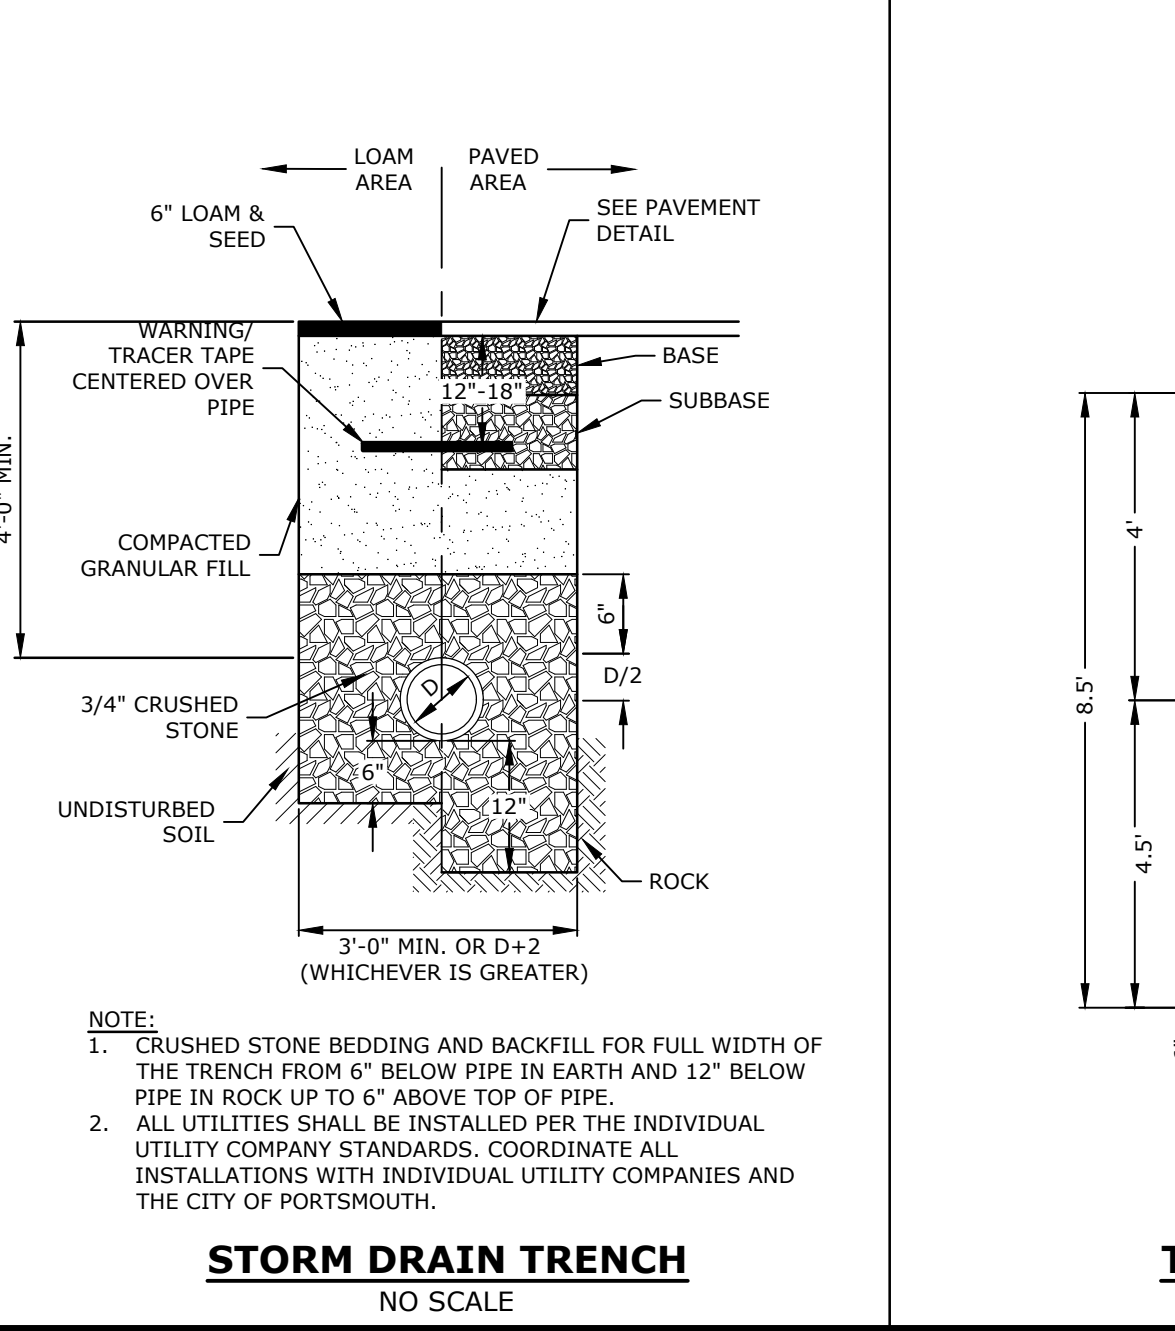 LOAM
AREA
PAVED
AREA
6" LOAM &
SEED
SEE PAVEMENT
DETAIL
WARNING/
TRACER TAPE
CENTERED OVER
PIPE
BASE
12"-18"
SUBBASE
4'-0" MIN.
COMPACTED
GRANULAR FILL
6"
D/2
D
3/4" CRUSHED
STONE
6"
12"
UNDISTURBED
SOIL
ROCK
3'-0" MIN. OR D+2
(WHICHEVER IS GREATER)
NOTE:
1. CRUSHED STONE BEDDING AND BACKFILL FOR FULL WIDTH OF
THE TRENCH FROM 6" BELOW PIPE IN EARTH AND 12" BELOW
PIPE IN ROCK UP TO 6" ABOVE TOP OF PIPE.
2. ALL UTILITIES SHALL BE INSTALLED PER THE INDIVIDUAL
UTILITY COMPANY STANDARDS. COORDINATE ALL
INSTALLATIONS WITH INDIVIDUAL UTILITY COMPANIES AND
THE CITY OF PORTSMOUTH.
STORM DRAIN TRENCH
NO SCALE
4'
8.5'
4.5'
T